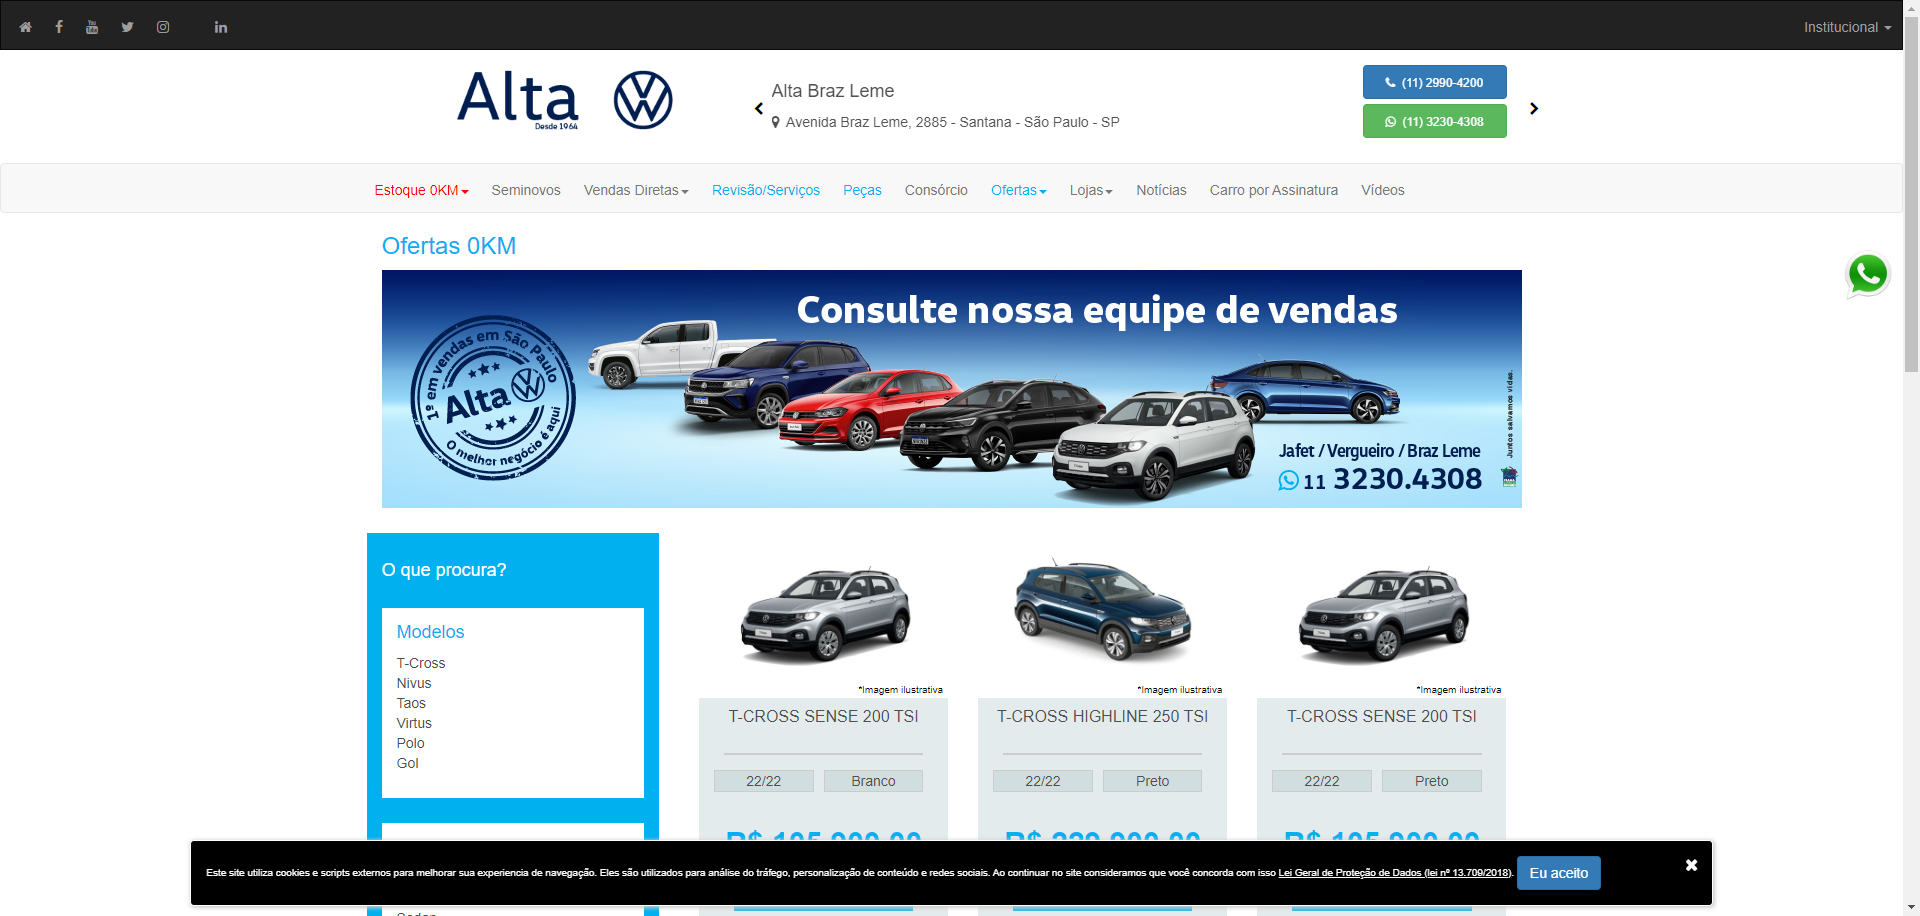 Institucional
Alta
Desde 1964
Alta Braz Leme
Avenida Braz Leme, 2885 - Santana - São Paulo - SP
(11) 2990-4200
(11) 3230-4308
Estoque 0KM Seminovos Vendas Diretas Revisão/Serviços Peças Consórcio Ofertas Lojas Notícias Carro por Assinatura Vídeos
Ofertas 0KM
Consulte nossa equipe de vendas
1ª em vendas em São Paulo
Alta
O melhor negócio é aqui
Juntos salvamos vidas.
Jafet / Vergueiro / Braz Leme
11 3230.4308
O que procura?
Modelos
T-Cross
Nivus
Taos
Virtus
Polo
Gol
*Imagem ilustrativa
T-CROSS SENSE 200 TSI
22/22 Branco
*Imagem ilustrativa
T-CROSS HIGHLINE 250 TSI
22/22 Preto
*Imagem ilustrativa
T-CROSS SENSE 200 TSI
22/22 Preto
Este site utiliza cookies e scripts externos para melhorar sua experiencia de navegação. Eles são utilizados para análise do tráfego, personalização de conteúdo e redes sociais. Ao continuar no site consideramos que você concorda com isso Lei Geral de Proteção de Dados (lei nº 13.709/2018).
Eu aceito